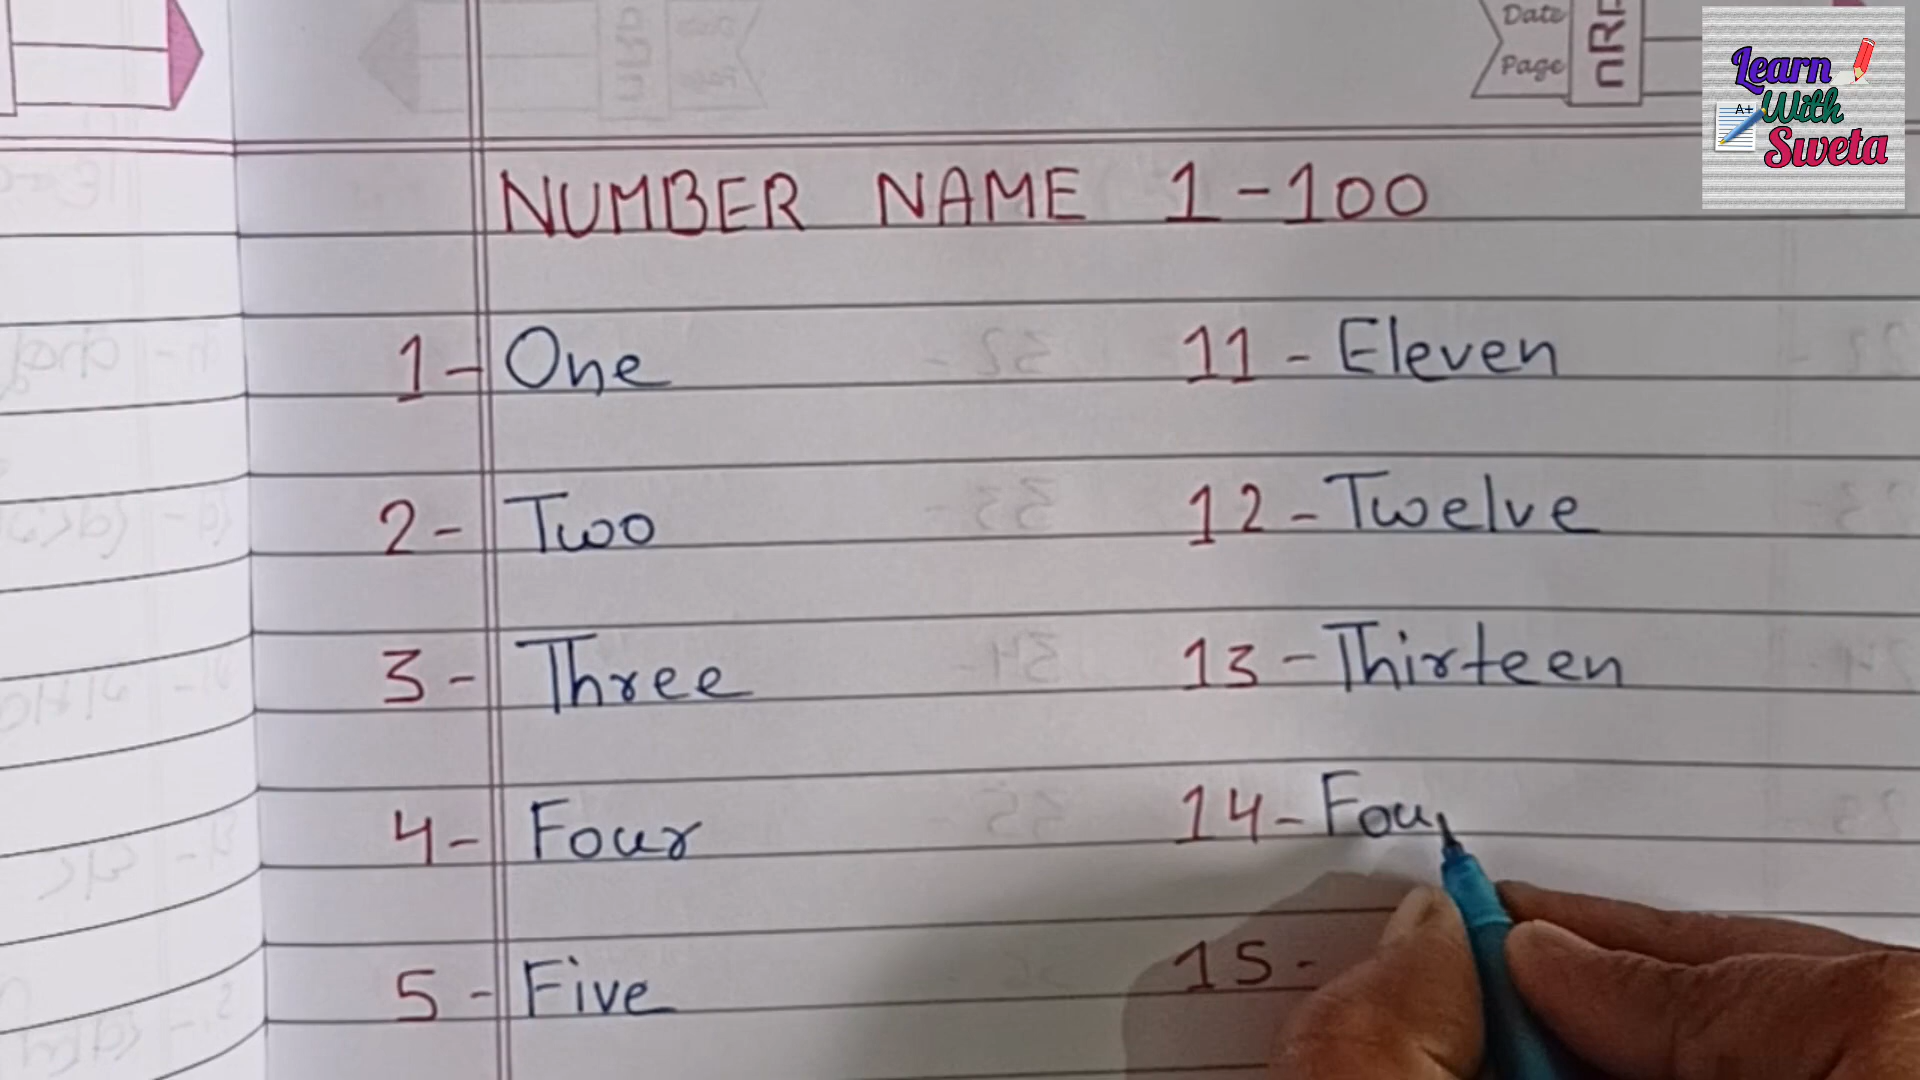 Date
Page
Learn
With
A+
Sweta
NUMBER NAME 1-100
1- One
11 - Eleven
2- Two
12 - Twelve
3 - Three
13 - Thirteen
4- Four
14- Fou
5 - Five
15 -